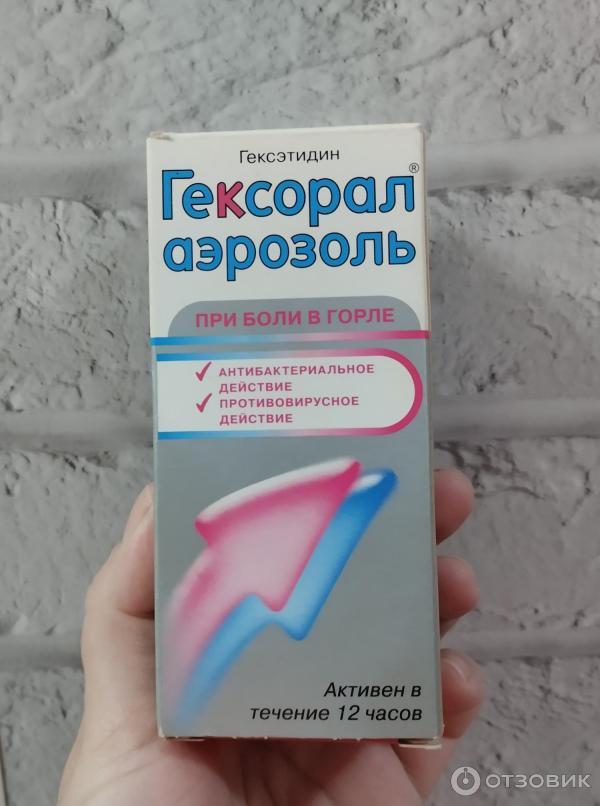 Гексэтидин
Гексорал®
аэрозоль
ПРИ БОЛИ В ГОРЛЕ
✓ АНТИБАКТЕРИАЛЬНОЕ
ДЕЙСТВИЕ
✓ ПРОТИВОВИРУСНОЕ
ДЕЙСТВИЕ
Активен в
течение 12 часов
ОТЗОВИК